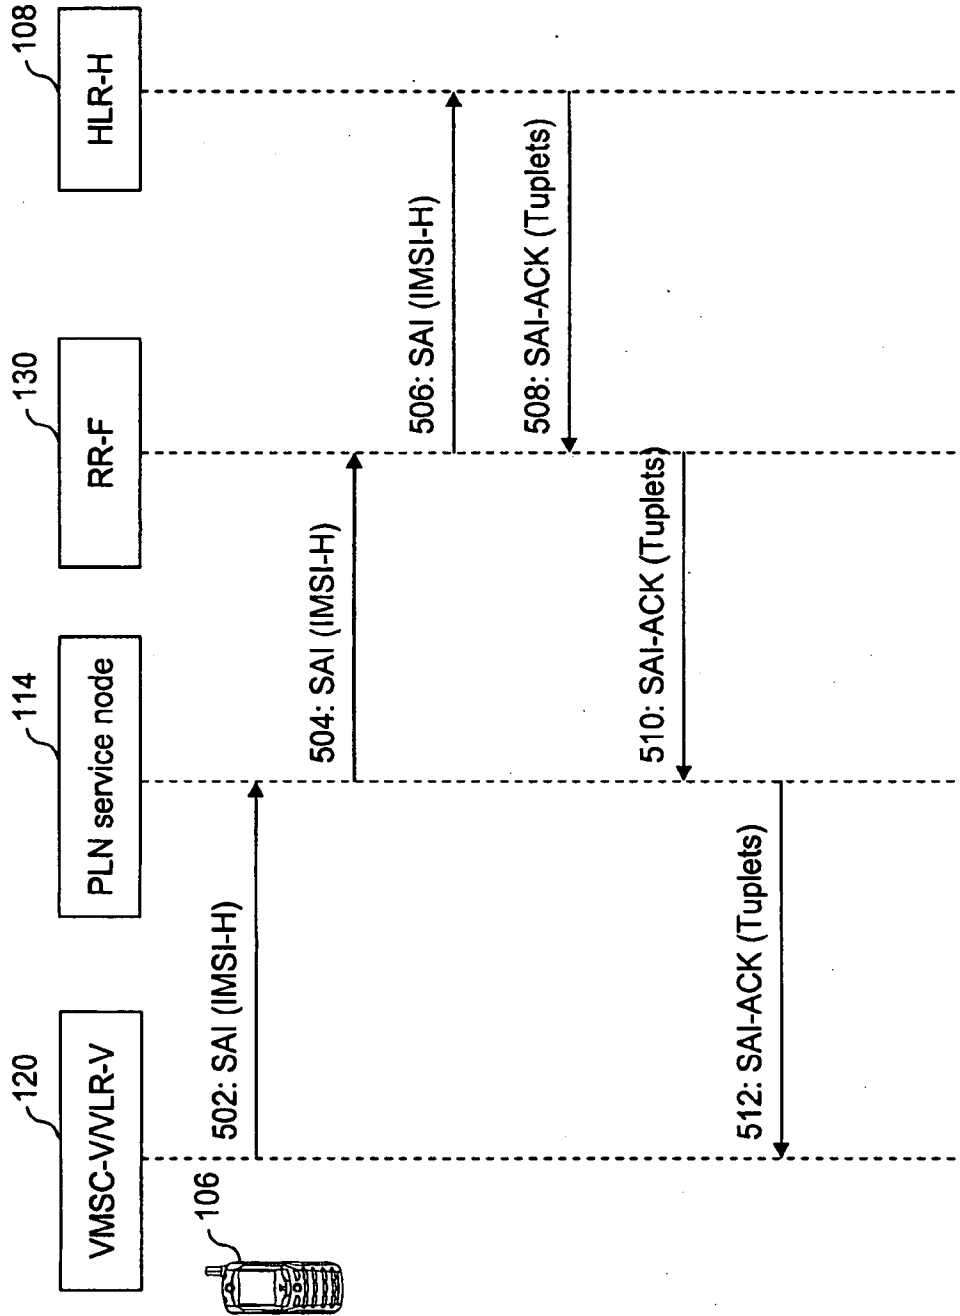 106
120
VMSC-V/VLR-V
114
PLN service node
130
RR-F
108
HLR-H
502: SAI (IMSI-H)
504: SAI (IMSI-H)
506: SAI (IMSI-H)
508: SAI-ACK (Tuplets)
510: SAI-ACK (Tuplets)
512: SAI-ACK (Tuplets)